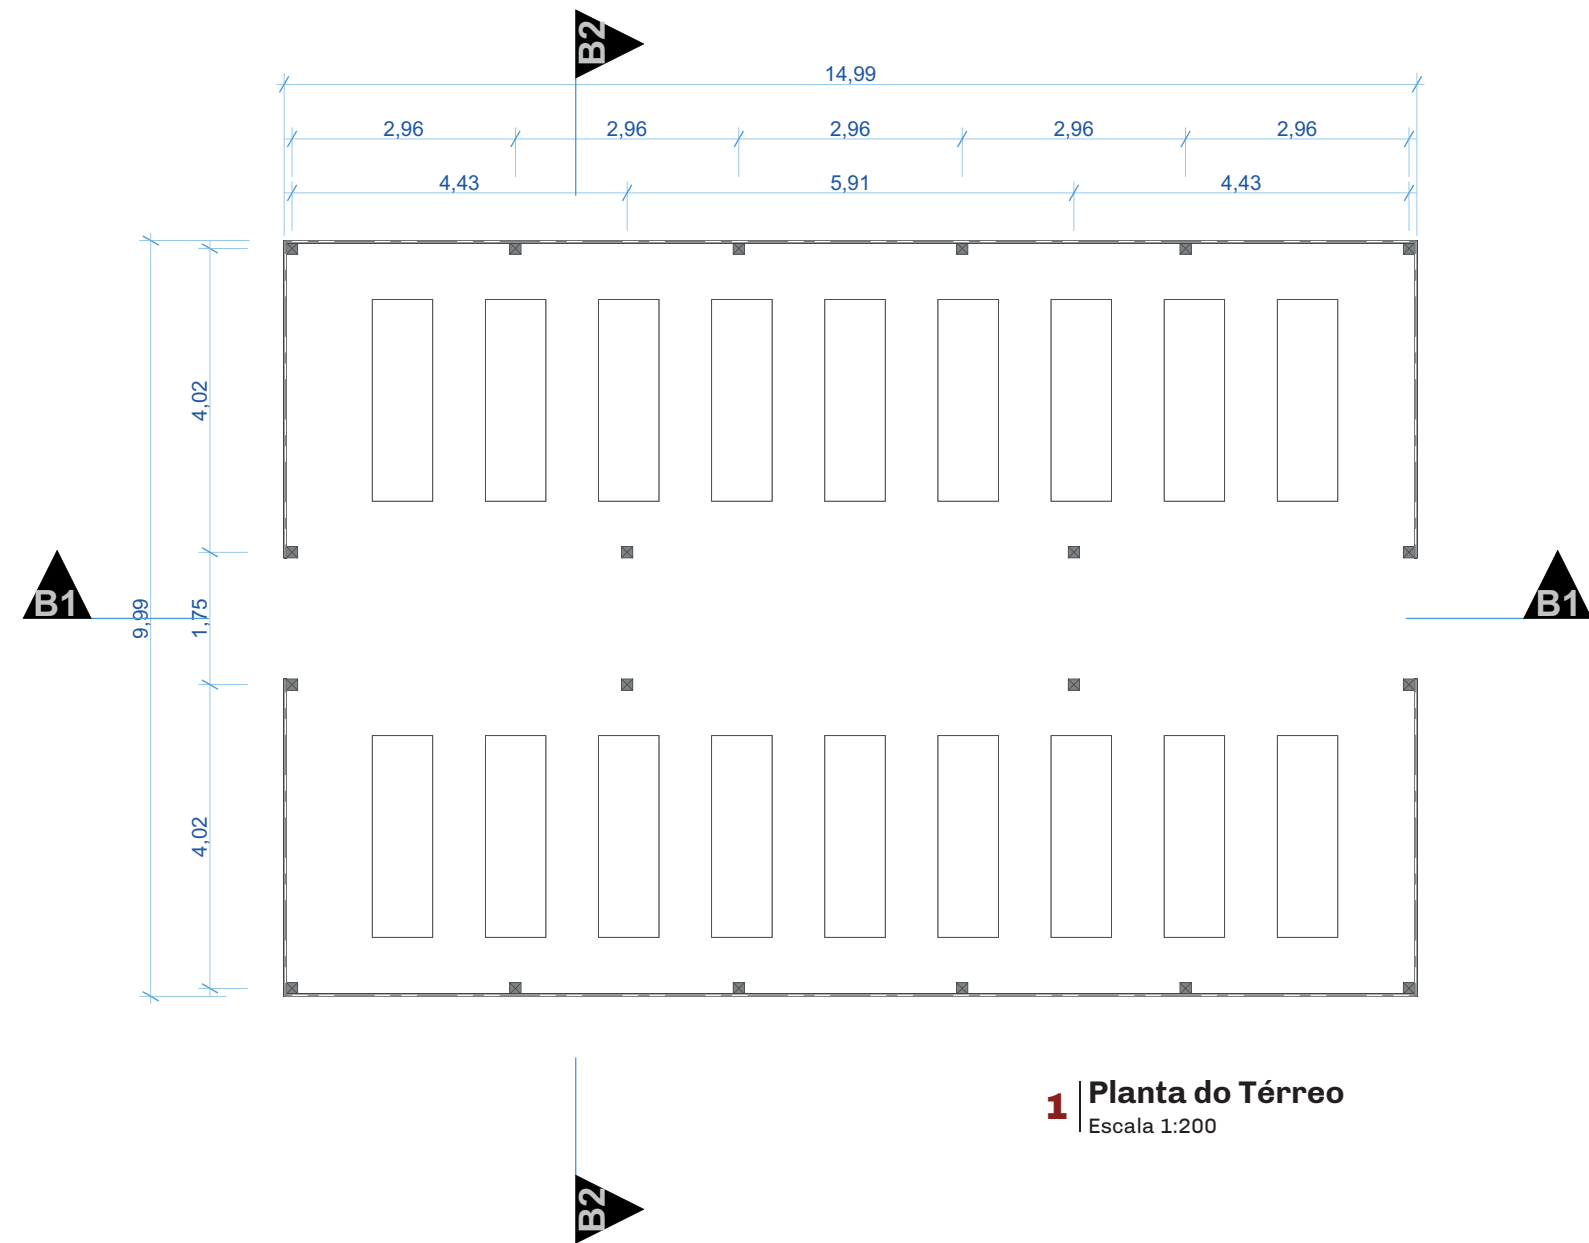 B2
14,99
2,96 2,96 2,96 2,96 2,96
4,43 5,91 4,43
4,02
B1
9,99
1,75
B1
4,02
1 Planta do Térreo
Escala 1:200
B2